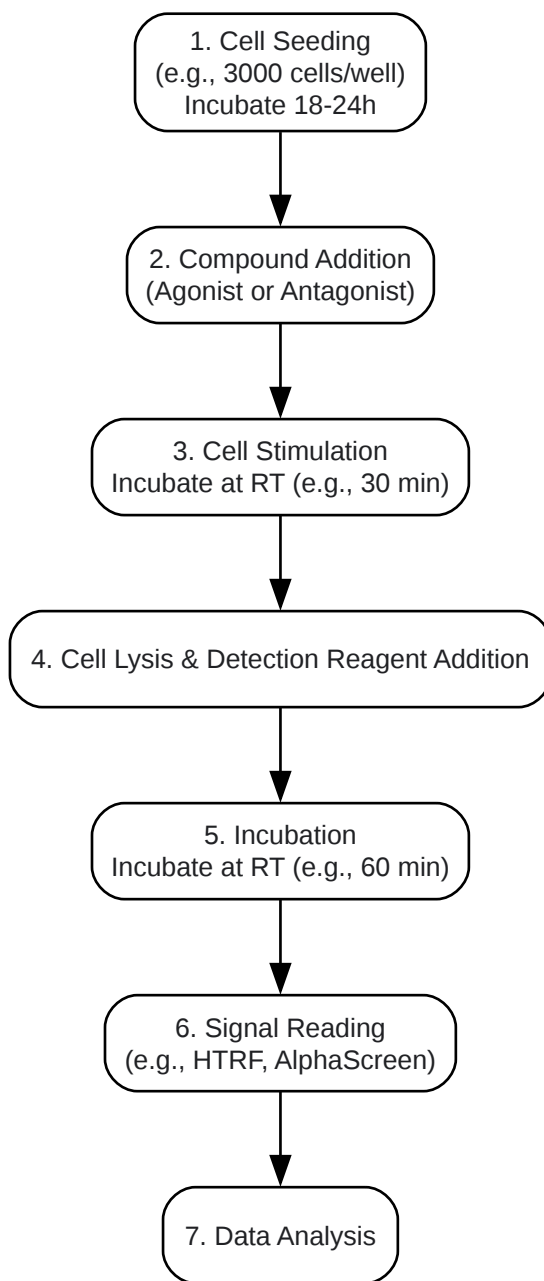 1. Cell Seeding
(e.g., 3000 cells/well)
Incubate 18-24h
2. Compound Addition
(Agonist or Antagonist)
3. Cell Stimulation
Incubate at RT (e.g., 30 min)
4. Cell Lysis & Detection Reagent Addition
5. Incubation
Incubate at RT (e.g., 60 min)
6. Signal Reading
(e.g., HTRF, AlphaScreen)
7. Data Analysis